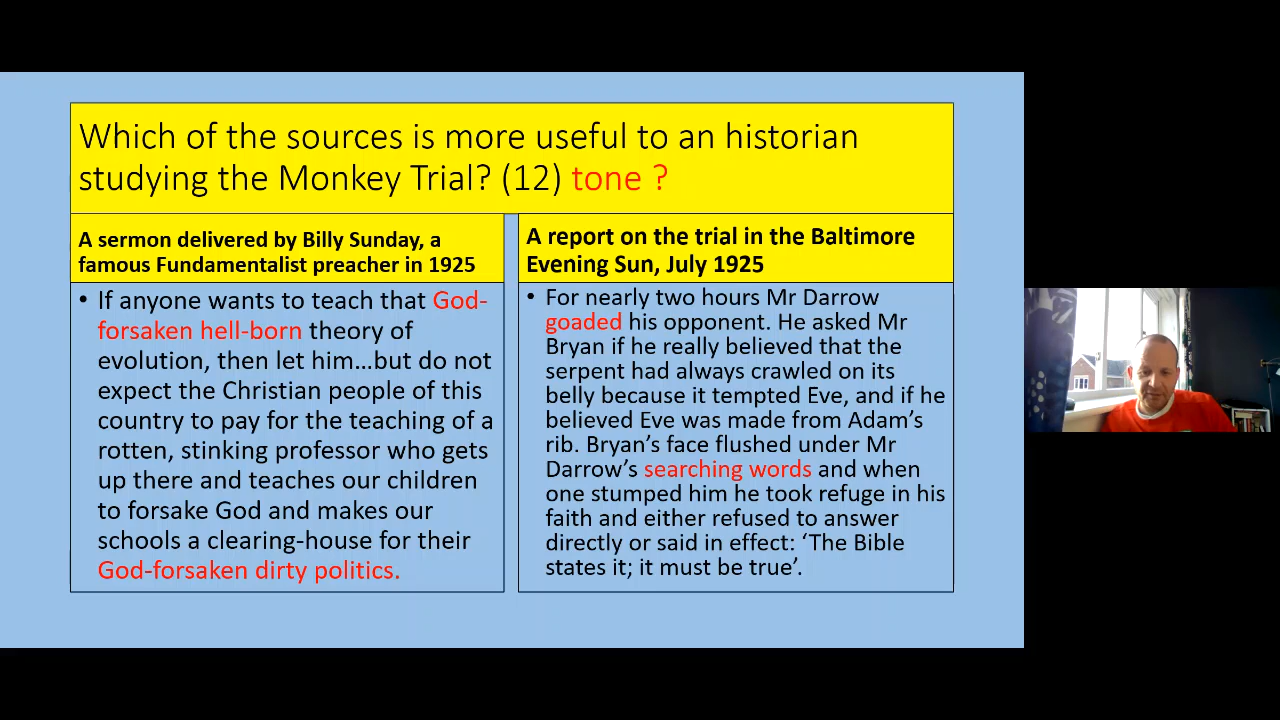 Which of the sources is more useful to an historian
studying the Monkey Trial? (12) tone ?
A sermon delivered by Billy Sunday, a
famous Fundamentalist preacher in 1925
• If anyone wants to teach that God-
forsaken hell-born theory of
evolution, then let him…but do not
expect the Christian people of this
country to pay for the teaching of a
rotten, stinking professor who gets
up there and teaches our children
to forsake God and makes our
schools a clearing-house for their
God-forsaken dirty politics.
A report on the trial in the Baltimore
Evening Sun, July 1925
• For nearly two hours Mr Darrow
goaded his opponent. He asked Mr
Bryan if he really believed that the
serpent had always crawled on its
belly because it tempted Eve, and if he
believed Eve was made from Adam’s
rib. Bryan’s face flushed under Mr
Darrow’s searching words and when
one stumped him he took refuge in his
faith and either refused to answer
directly or said in effect: ‘The Bible
states it; it must be true’.